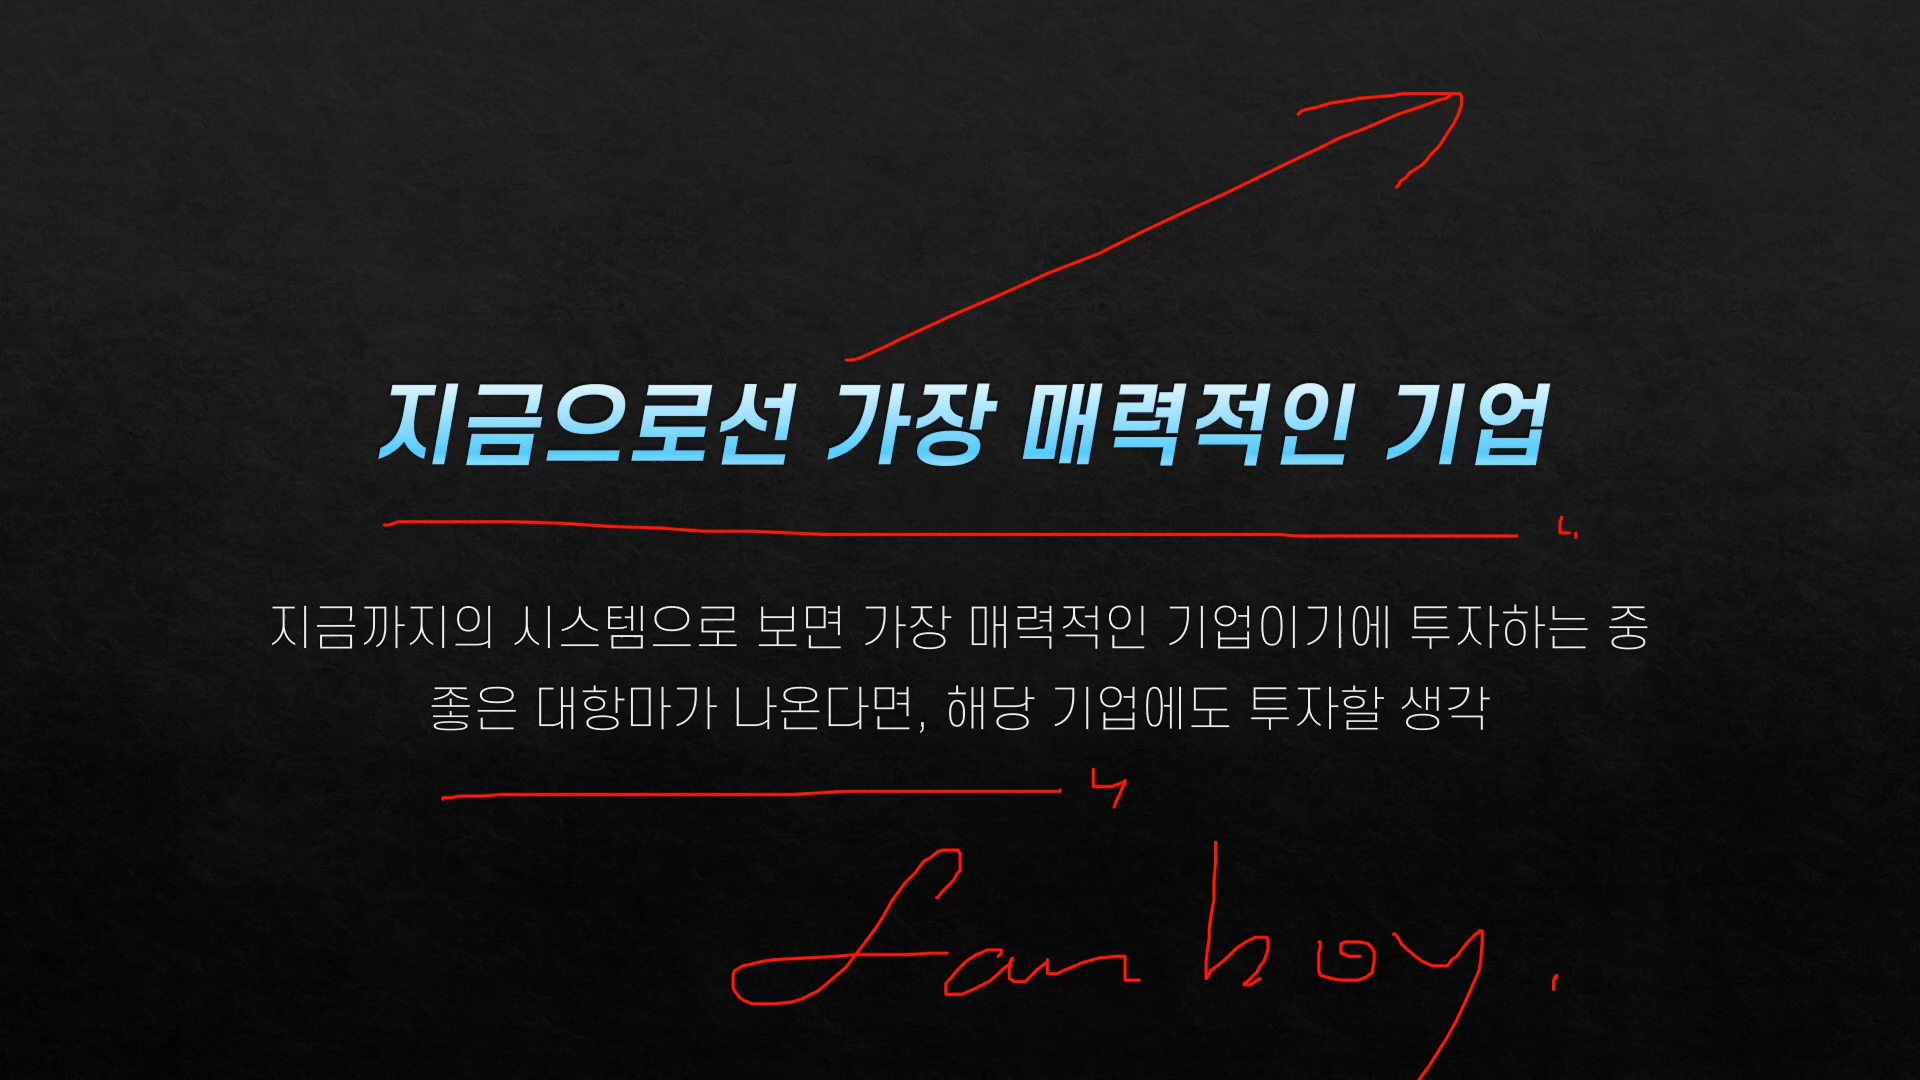 지금으로선 가장 매력적인 기업
지금까지의 시스템으로 보면 가장 매력적인 기업이기에 투자하는 중
좋은 대항마가 나온다면, 해당 기업에도 투자할 생각
fan boy.